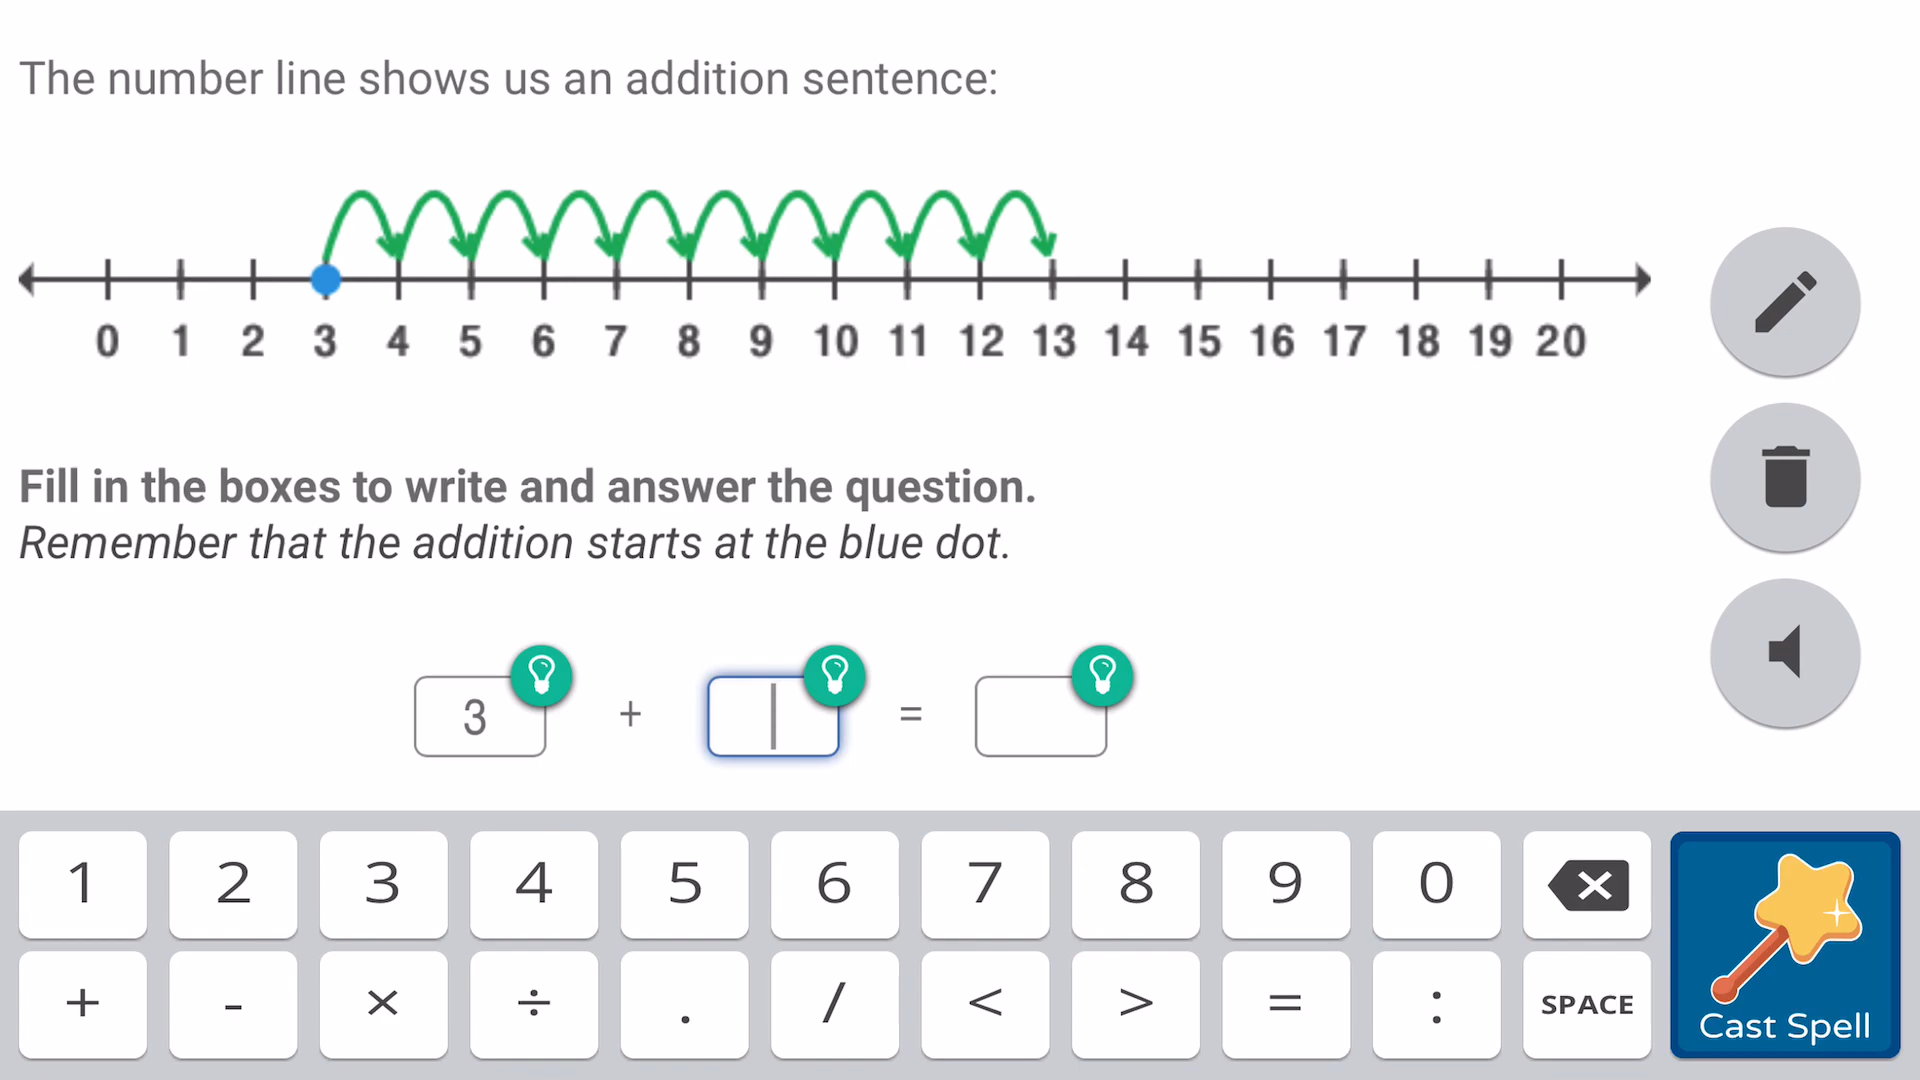 The number line shows us an addition sentence:
0 1 2 3 4 5 6 7 8 9 10 11 12 13 14 15 16 17 18 19 20
Fill in the boxes to write and answer the question.
Remember that the addition starts at the blue dot.
3 + =
1 2 3 4 5 6 7 8 9 0
+ - × ÷ . / < > = : SPACE
Cast Spell